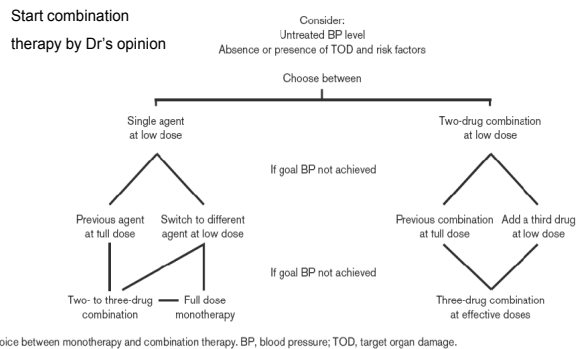 Start combination
therapy by Dr's opinion
Consider:
Untreated BP level
Absence or presence of TOD and risk factors
Choose between
Single agent
at low dose
Two-drug combination
at low dose
If goal BP not achieved
Previous agent
at full dose
Switch to different
agent at low dose
Previous combination
at full dose
Add a third drug
at low dose
If goal BP not achieved
Two- to three-drug
combination
Full dose
monotherapy
Three-drug combination
at effective doses
oice between monotherapy and combination therapy. BP, blood pressure; TOD, target organ damage.